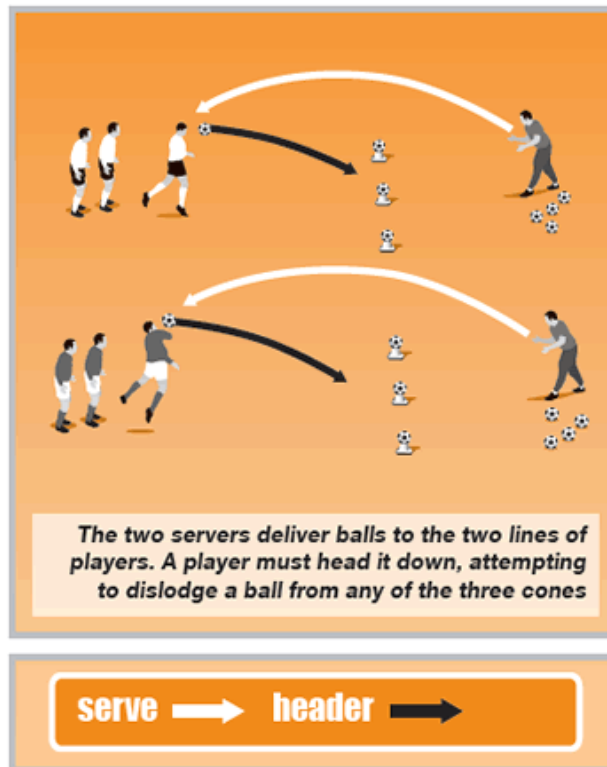 The two servers deliver balls to the two lines of
players. A player must head it down, attempting
to dislodge a ball from any of the three cones
serve header